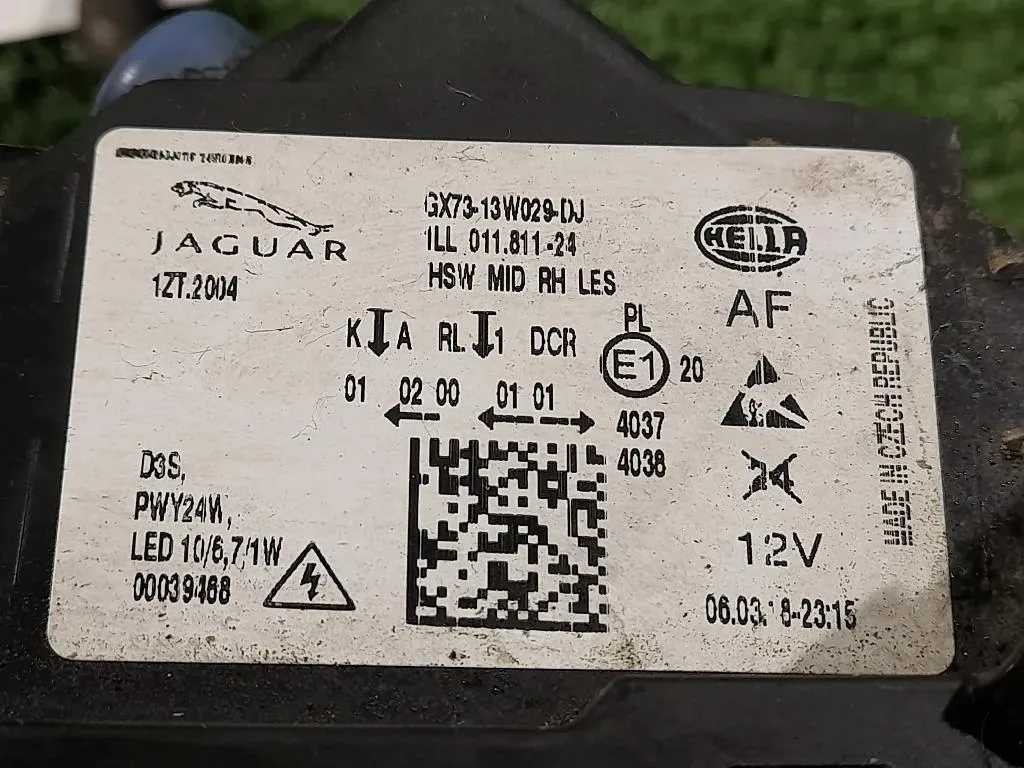 JAGUAR
1ZT.2004
GX73-13W029-DJ
1LL 011.811-24
HSW MID RH LES
HELLA
AF
K A RL 1 DCR
PL
E1
20
01 02 00 01 01
4037
4038
D3S,
PWY24W,
LED 10/6,7/1W
00039468
12V
23:15
MADE IN CZECH REPUBLIC